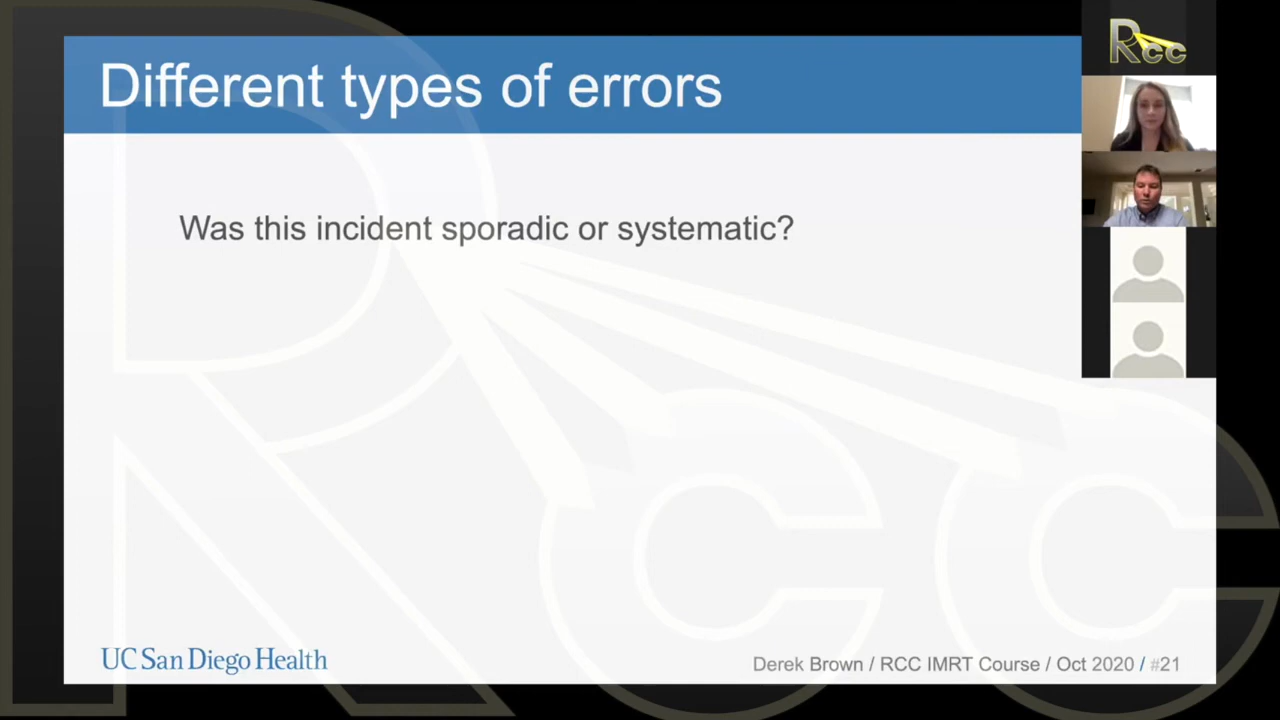 Different types of errors
Rcc
Was this incident sporadic or systematic?
UC San Diego Health
Derek Brown / RCC IMRT Course / Oct 2020 / #21